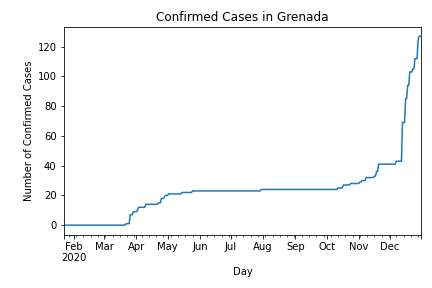 Confirmed Cases in Grenada
120
100
80
60
40
20
0
Number of Confirmed Cases
Feb Mar Apr May Jun Jul Aug Sep Oct Nov Dec
2020
Day